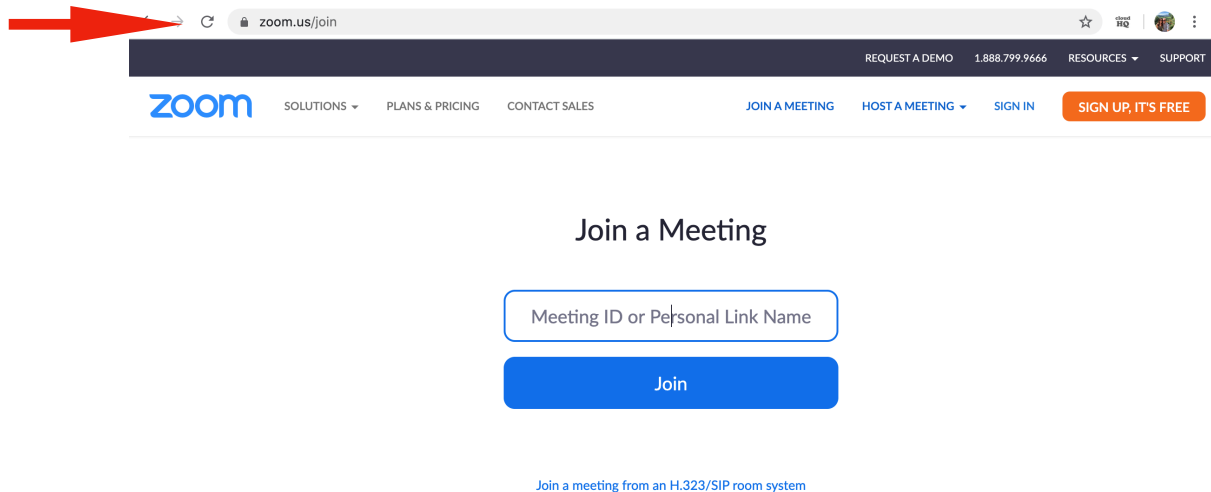 zoom.us/join
cloud
HQ
REQUEST A DEMO 1.888.799.9666 RESOURCES SUPPORT
zoom SOLUTIONS PLANS & PRICING CONTACT SALES JOIN A MEETING HOST A MEETING SIGN IN SIGN UP, IT'S FREE
Join a Meeting
Meeting ID or Personal Link Name
Join
Join a meeting from an H.323/SIP room system